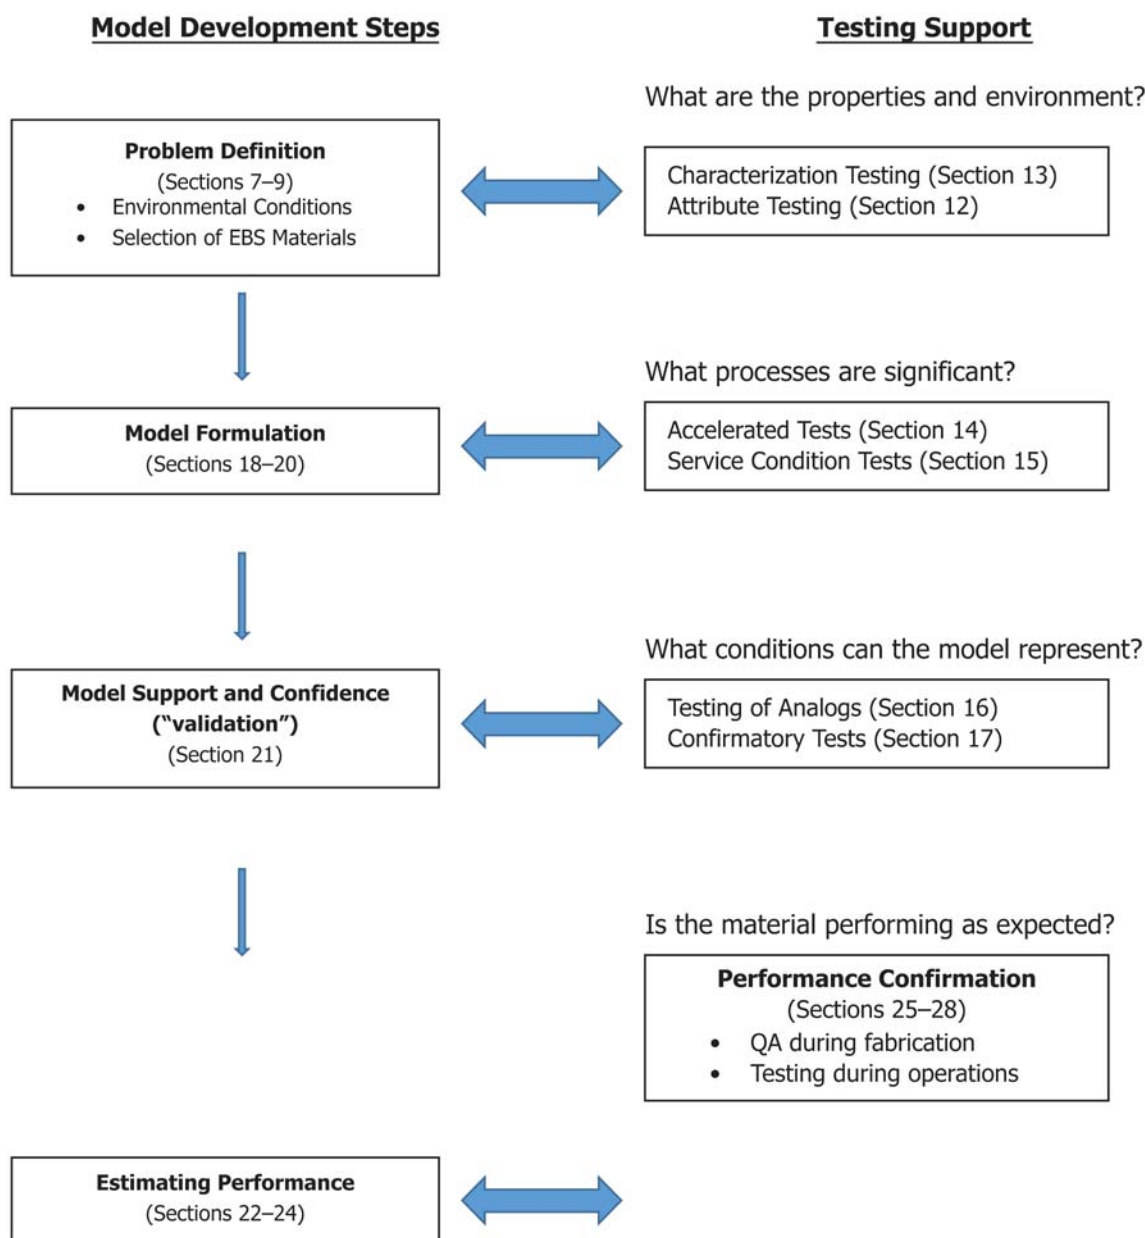 Model Development Steps
Testing Support
What are the properties and environment?
Problem Definition
(Sections 7–9)
• Environmental Conditions
• Selection of EBS Materials
Characterization Testing (Section 13)
Attribute Testing (Section 12)
What processes are significant?
Model Formulation
(Sections 18–20)
Accelerated Tests (Section 14)
Service Condition Tests (Section 15)
What conditions can the model represent?
Model Support and Confidence
(“validation”)
(Section 21)
Testing of Analogs (Section 16)
Confirmatory Tests (Section 17)
Is the material performing as expected?
Performance Confirmation
(Sections 25–28)
• QA during fabrication
• Testing during operations
Estimating Performance
(Sections 22–24)